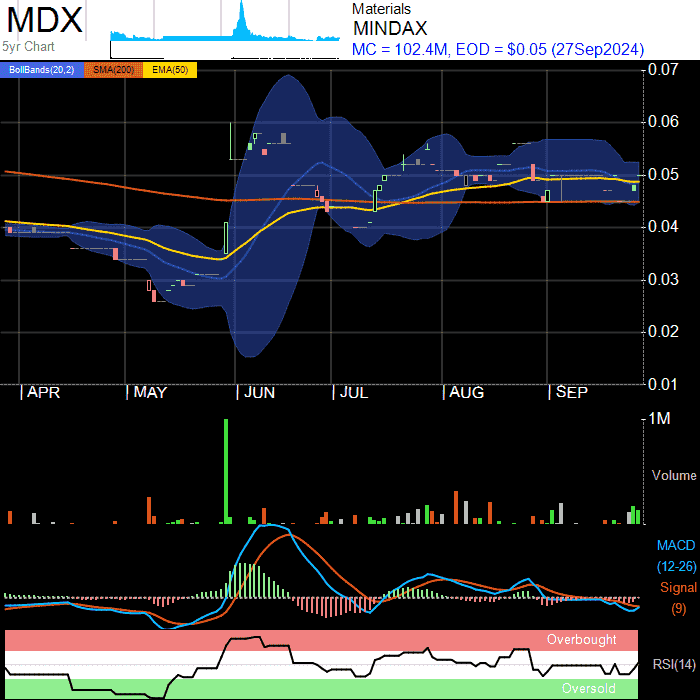 MDX
5yr Chart
Materials
MINDAX
MC = 102.4M, EOD = $0.05 (27Sep2024)
BollBands(20,2) SMA(200) EMA(50)
0.07
0.06
0.05
0.04
0.03
0.02
0.01
APR MAY JUN JUL AUG SEP
1M
Volume
MACD
(12-26)
Signal
(9)
Overbought
RSI(14)
Oversold